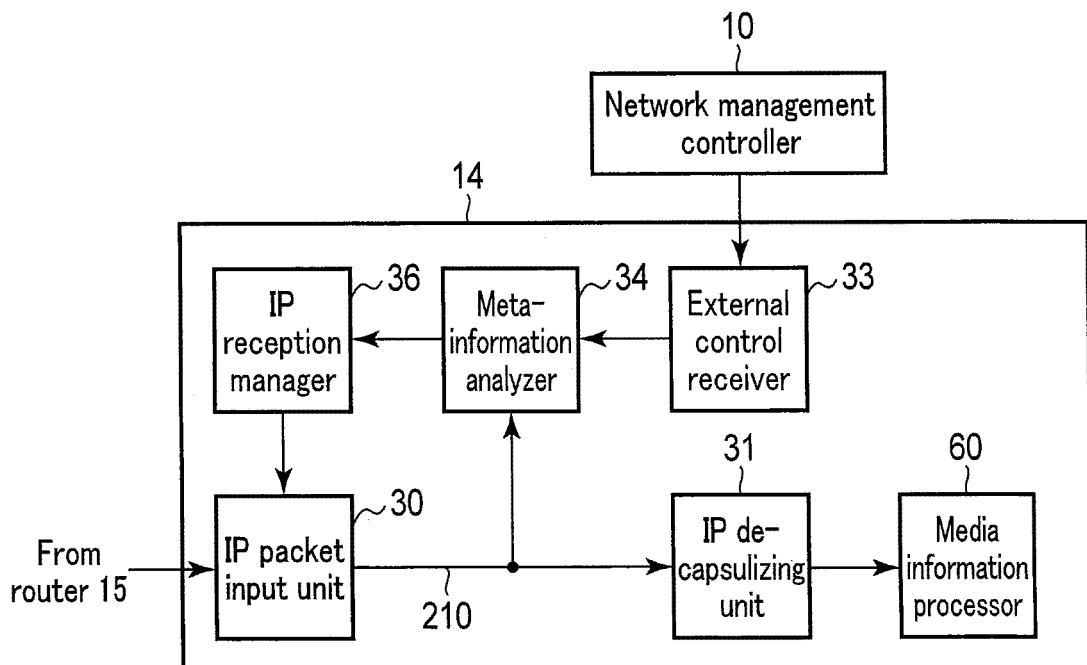 10
Network management
controller
14
IP
reception
manager
36
Meta-
information
analyzer
34
External
control
receiver
33
From
router 15
IP packet
input unit
30
210
IP de-
capsulizing
unit
31
Media
information
processor
60